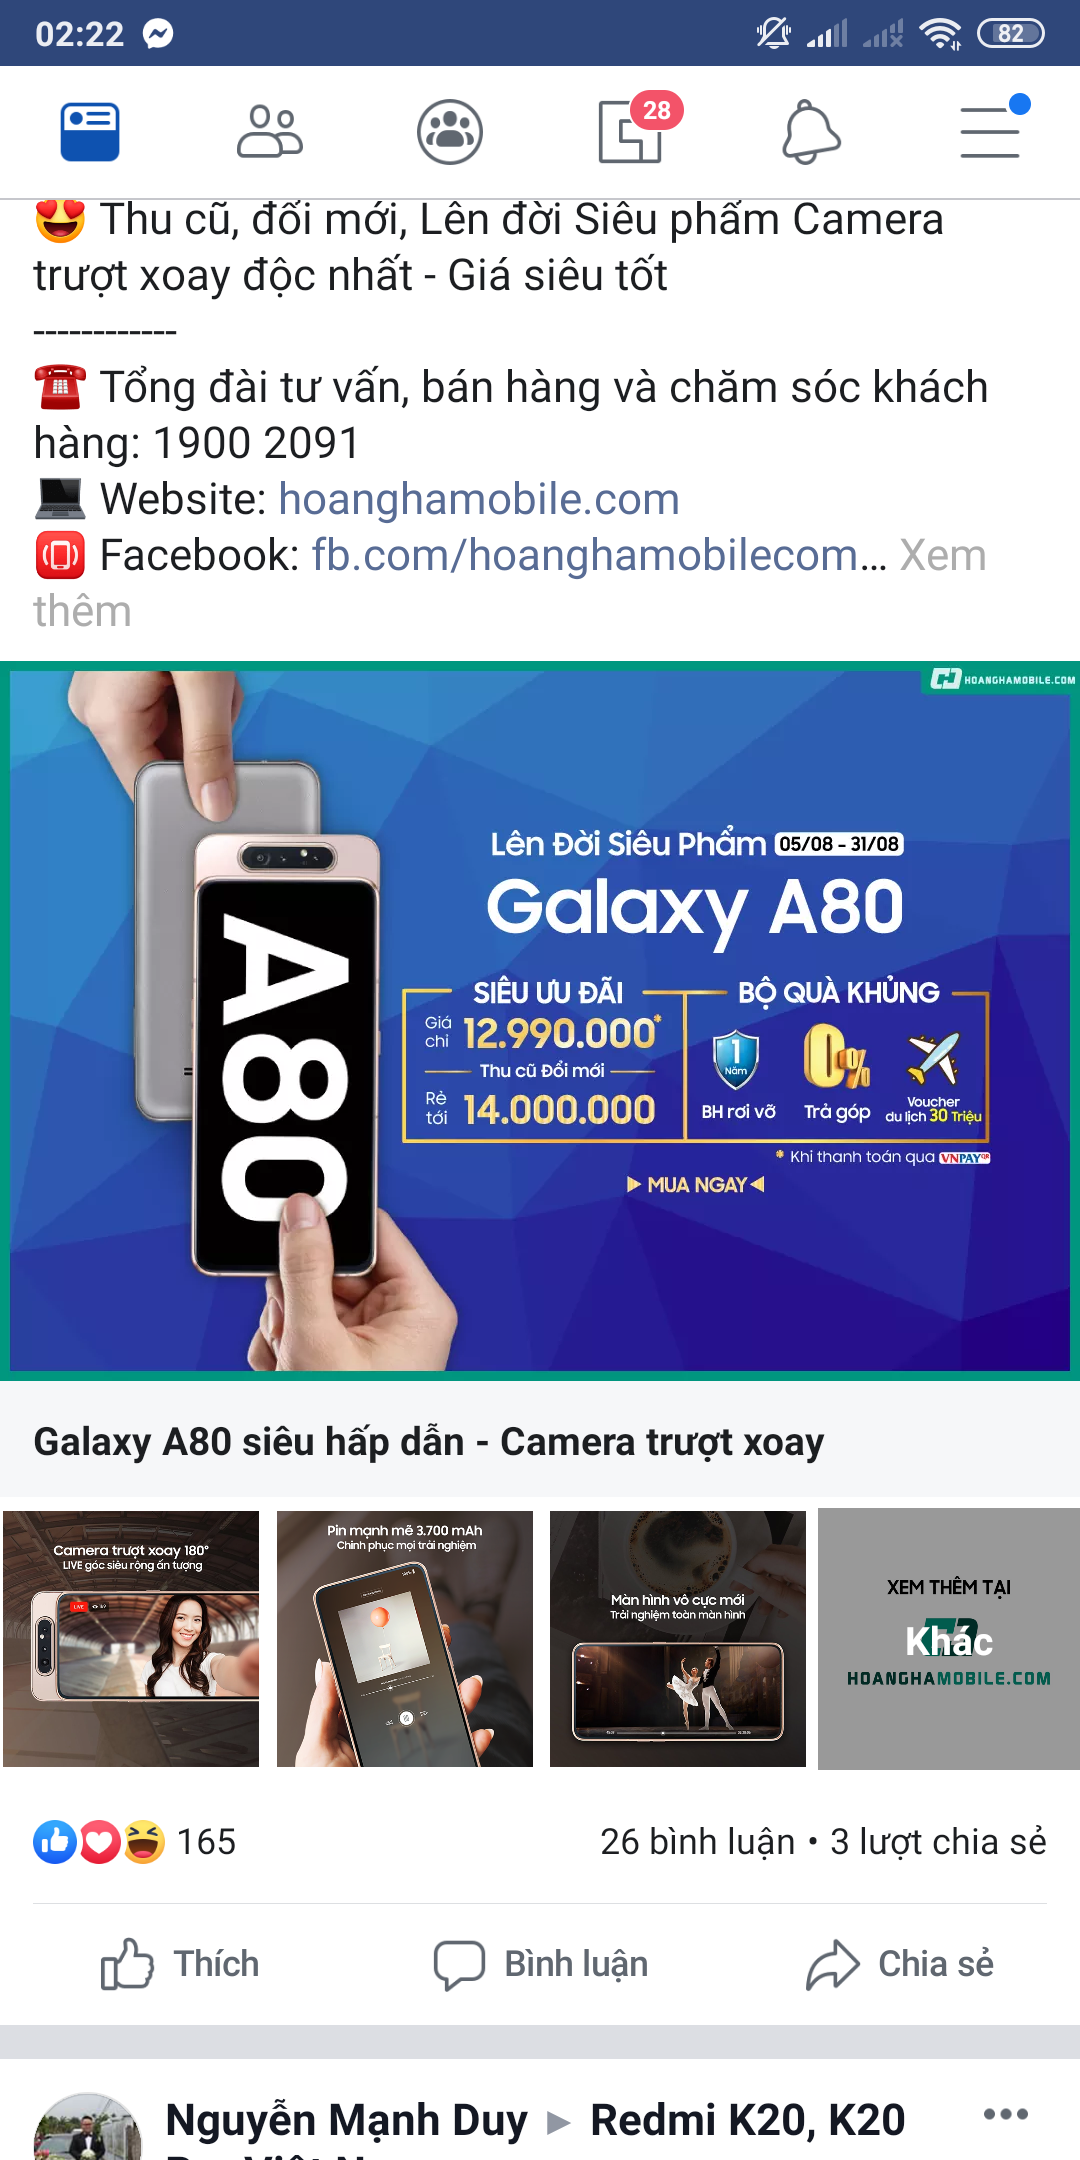 02:22
82
28
Thu cũ, đổi mới, Lên đời Siêu phẩm Camera
trượt xoay độc nhất - Giá siêu tốt
------------
Tổng đài tư vấn, bán hàng và chăm sóc khách
hàng: 1900 2091
Website: hoanghamobile.com
Facebook: fb.com/hoanghamobilecom... Xem
thêm
HOANGHAMOBILE.COM
Lên Đời Siêu Phẩm 05/08 - 31/08
Galaxy A80
A80
SIÊU ƯU ĐÃI
Giá chỉ 12.990.000*
Thu cũ Đổi mới
Rẻ tới 14.000.000
BỘ QUÀ KHỦNG
1 Năm
BH rơi vỡ
0%
Trả góp
Voucher
du lịch 30 Triệu
* Khi thanh toán qua VNPAYQR
MUA NGAY
Galaxy A80 siêu hấp dẫn - Camera trượt xoay
Camera trượt xoay 180°
LIVE góc siêu rộng ấn tượng
LIVE
Pin mạnh mẽ 3.700 mAh
Chinh phục mọi trải nghiệm
Màn hình vô cực mới
Trải nghiệm toàn màn hình
XEM THÊM TẠI
Khác
HOANGHAMOBILE.COM
165
26 bình luận • 3 lượt chia sẻ
Thích
Bình luận
Chia sẻ
Nguyễn Mạnh Duy ▶ Redmi K20, K20